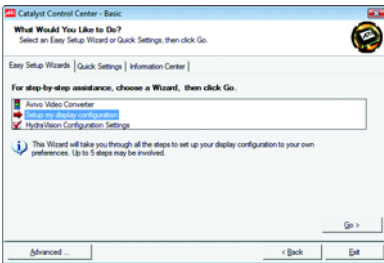 Catalyst Control Center - Basic
What Would You Like to Do?
Select an Easy Setup Wizard or Quick Settings, then click Go.
Easy Setup Wizards Quick Settings Information Center
For step-by-step assistance, choose a Wizard, then click Go.
Avivo Video Converter
Setup my display configuration
HydraVision Configuration Settings
This Wizard will take you through all the steps to set up your display configuration to your own
preferences. Up to 5 steps may be involved.
Go >
Advanced ... < Back Exit